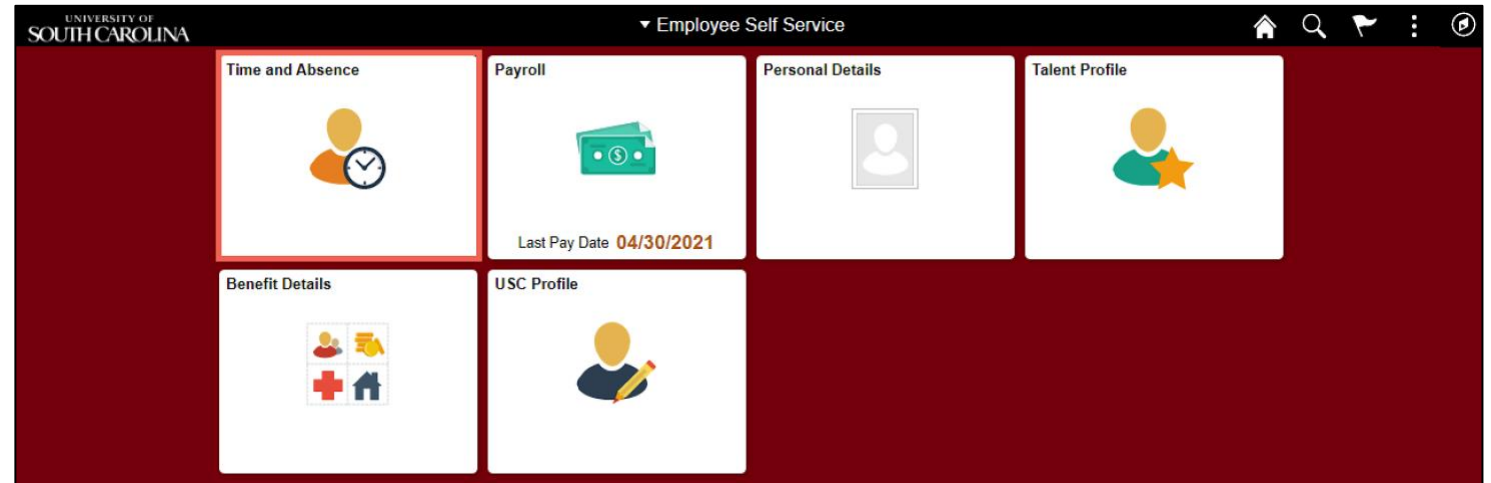 UNIVERSITY OF
SOUTH CAROLINA
Employee Self Service
Time and Absence
Payroll
Personal Details
Talent Profile
$
Last Pay Date 04/30/2021
Benefit Details
USC Profile